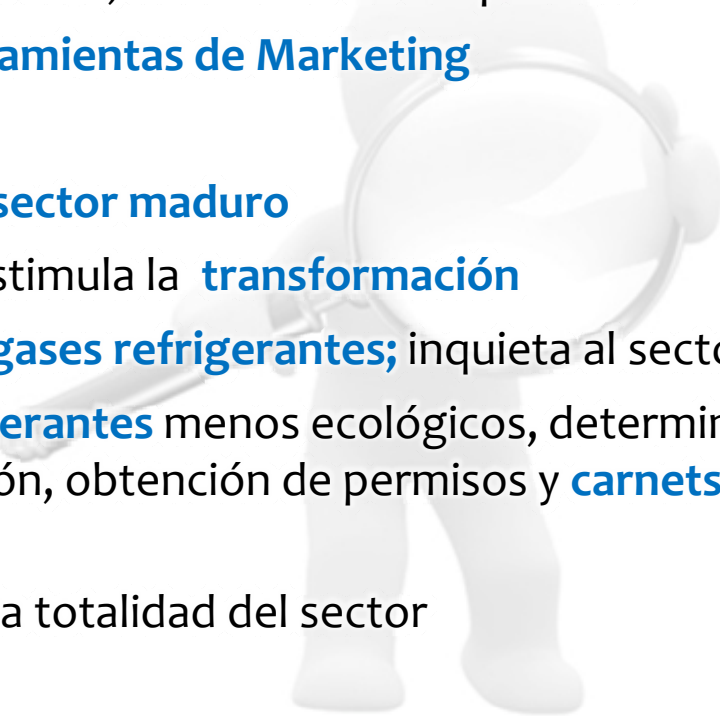 amientas de Marketing
sector maduro
stimula la transformación
gases refrigerantes; inquieta al secto
erantes menos ecológicos, determin
ón, obtención de permisos y carnets
a totalidad del sector